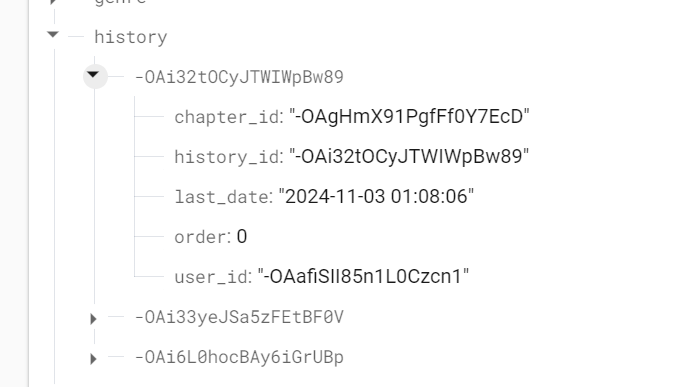 genre
history
-OAi32tOCyJTWIWpBw89
chapter_id: "-OAgHmX91PgfFf0Y7EcD"
history_id: "-OAi32tOCyJTWIWpBw89"
last_date: "2024-11-03 01:08:06"
order: 0
user_id: "-OAafiSIl85n1L0Czcn1"
-OAi33yeJSa5zFEtBF0V
-OAi6L0hocBAy6iGrUBp